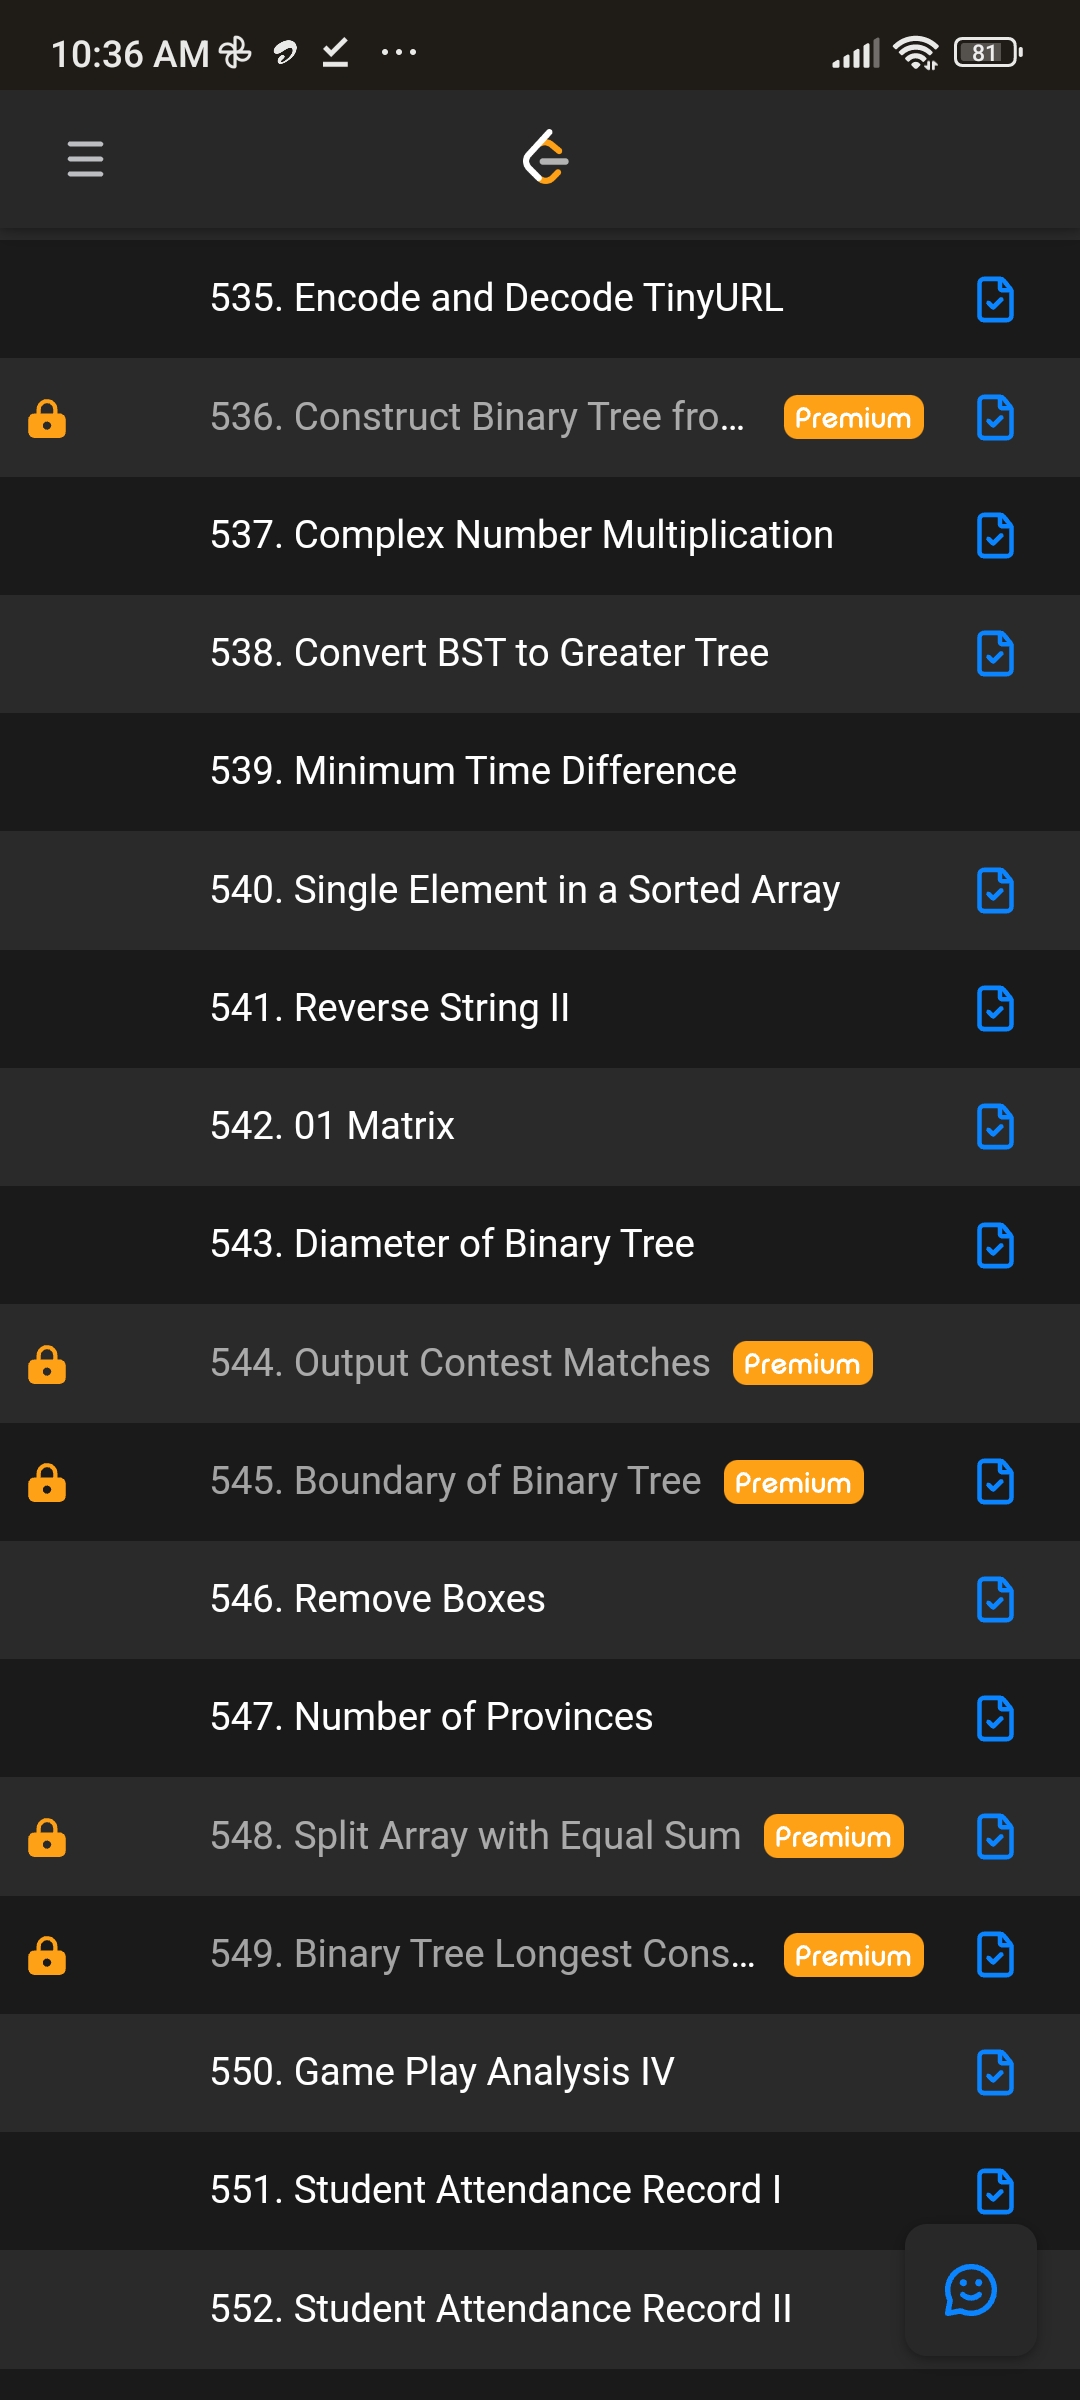 10:36 AM
81
535. Encode and Decode TinyURL
536. Construct Binary Tree fro... Premium
537. Complex Number Multiplication
538. Convert BST to Greater Tree
539. Minimum Time Difference
540. Single Element in a Sorted Array
541. Reverse String II
542. 01 Matrix
543. Diameter of Binary Tree
544. Output Contest Matches Premium
545. Boundary of Binary Tree Premium
546. Remove Boxes
547. Number of Provinces
548. Split Array with Equal Sum Premium
549. Binary Tree Longest Cons... Premium
550. Game Play Analysis IV
551. Student Attendance Record I
552. Student Attendance Record II